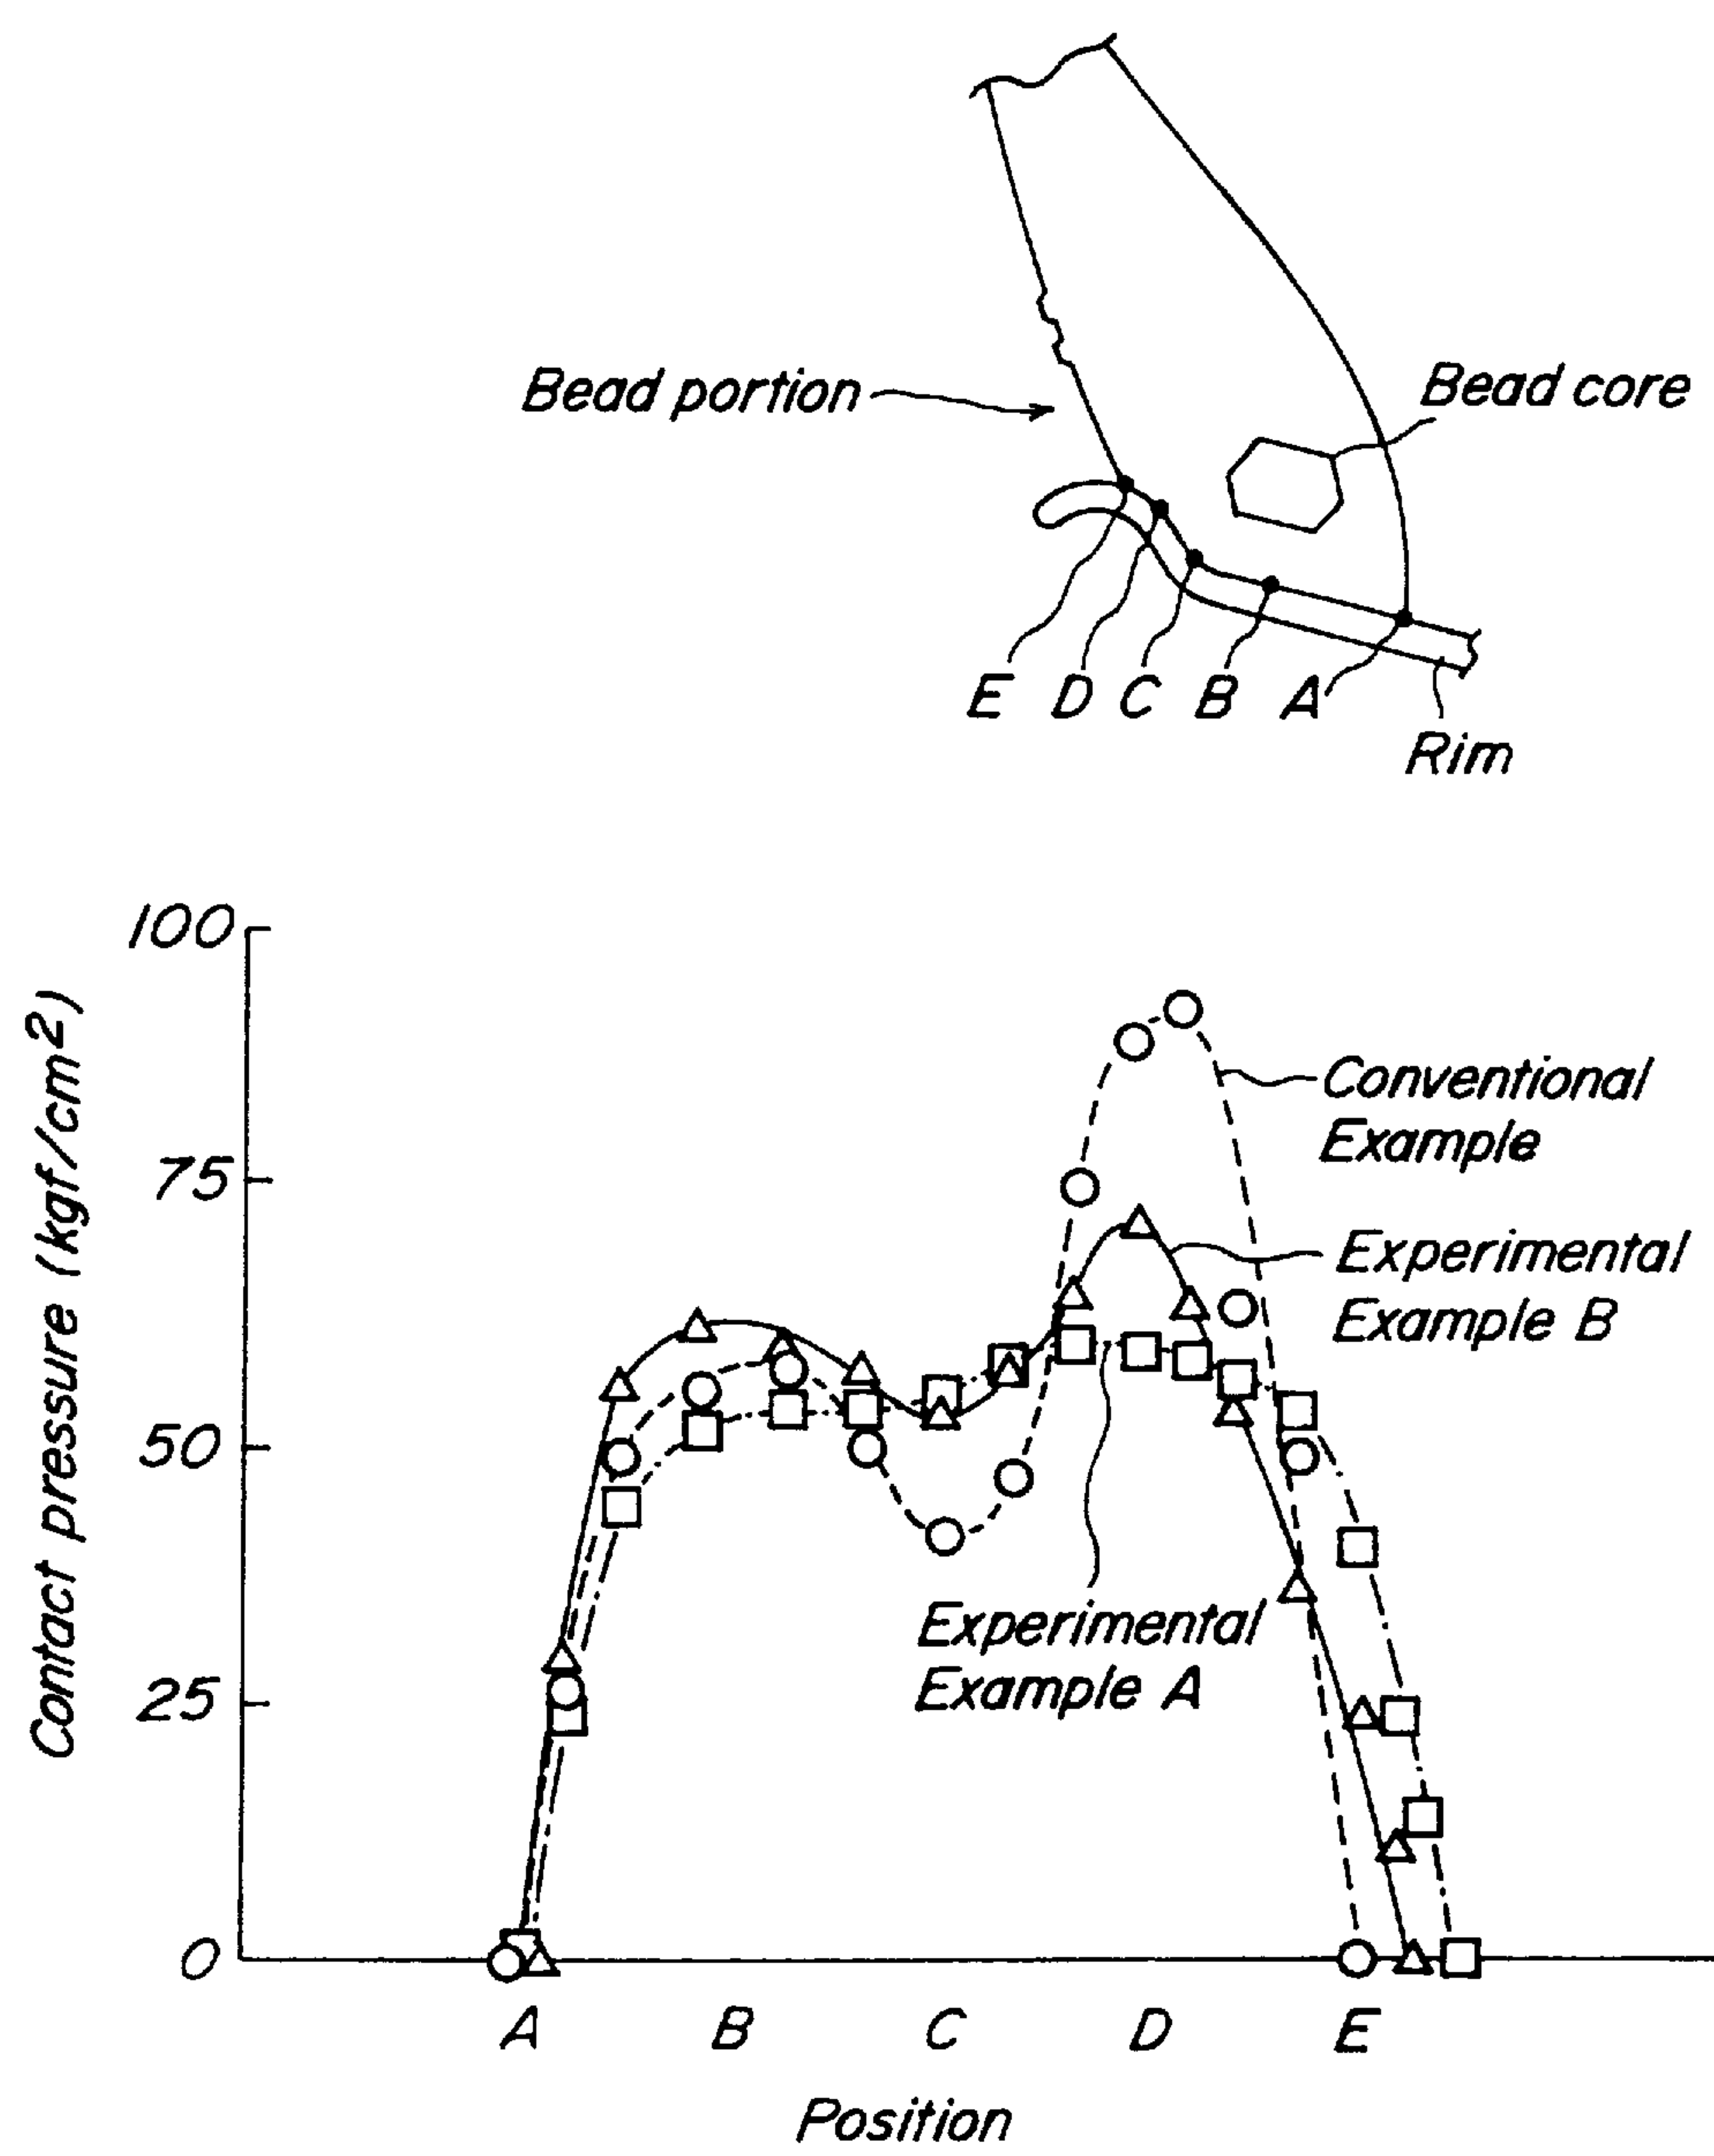 Bead portion
Bead core
E D C B A
Rim
100
75
50
25
0
Contact pressure (kgf/cm²)
Conventional
Example
Experimental
Example B
Experimental
Example A
A B C D E
Position